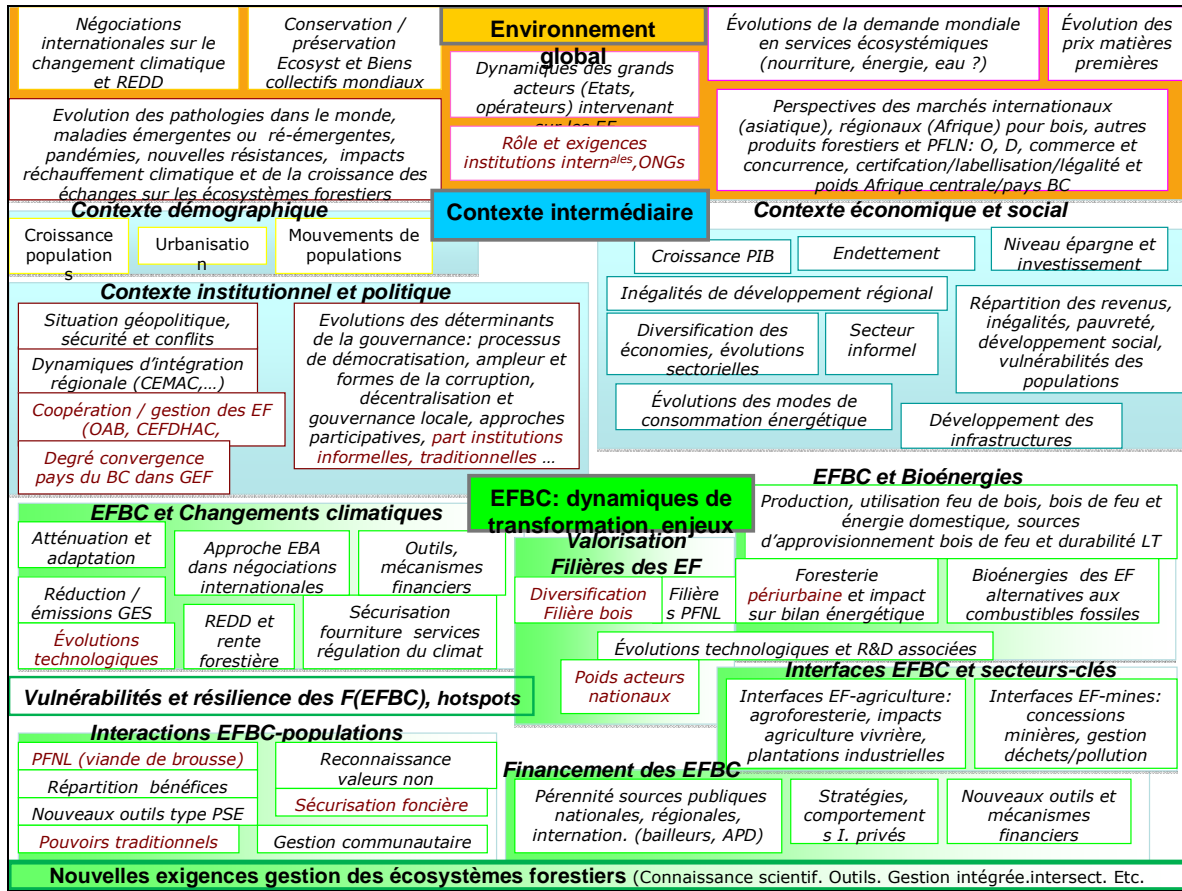 Négociations
internationales sur le
changement climatique
et REDD
Conservation /
préservation
Ecosyst et Biens
collectifs mondiaux
Environnement
global
Dynamiques des grands
acteurs (Etats,
opérateurs) intervenant
sur les EF
Rôle et exigences
institutions internales,ONGs
Évolutions de la demande mondiale
en services écosystémiques
(nourriture, énergie, eau ?)
Évolution des
prix matières
premières
Evolution des pathologies dans le monde,
maladies émergentes ou ré-émergentes,
pandémies, nouvelles résistances, impacts
réchauffement climatique et de la croissance des
échanges sur les écosystèmes forestiers
Perspectives des marchés internationaux
(asiatique), régionaux (Afrique) pour bois, autres
produits forestiers et PFLN: O, D, commerce et
concurrence, certifcation/labellisation/légalité et
poids Afrique centrale/pays BC
Contexte intermédiaire
Contexte démographique
Croissance
population
s
Urbanisatio
n
Mouvements de
populations
Contexte économique et social
Croissance PIB
Endettement
Niveau épargne et
investissement
Inégalités de développement régional
Diversification des
économies, évolutions
sectorielles
Secteur
informel
Répartition des revenus,
inégalités, pauvreté,
développement social,
vulnérabilités des
populations
Évolutions des modes de
consommation énergétique
Développement des
infrastructures
Contexte institutionnel et politique
Situation géopolitique,
sécurité et conflits
Dynamiques d'intégration
régionale (CEMAC,…)
Coopération / gestion des EF
(OAB, CEFDHAC,
Degré convergence
pays du BC dans GEF
Evolutions des déterminants
de la gouvernance: processus
de démocratisation, ampleur et
formes de la corruption,
décentralisation et
gouvernance locale, approches
participatives, part institutions
informelles, traditionnelles …
EFBC: dynamiques de
transformation, enjeux
EFBC et Changements climatiques
Atténuation et
adaptation
Approche EBA
dans négociations
internationales
Outils,
mécanismes
financiers
Réduction /
émissions GES
Évolutions
technologiques
REDD et
rente
forestière
Sécurisation
fourniture services
régulation du climat
Valorisation
Filières des EF
Diversification
Filière bois
Filière
s PFNL
Évolutions technologiques et R&D associées
Poids acteurs
nationaux
EFBC et Bioénergies
Production, utilisation feu de bois, bois de feu et
énergie domestique, sources
d'approvisionnement bois de feu et durabilité LT
Foresterie
périurbaine et impact
sur bilan énergétique
Bioénergies des EF
alternatives aux
combustibles fossiles
Interfaces EFBC et secteurs-clés
Interfaces EF-agriculture:
agroforesterie, impacts
agriculture vivrière,
plantations industrielles
Interfaces EF-mines:
concessions
minières, gestion
déchets/pollution
Vulnérabilités et résilience des F(EFBC), hotspots
Interactions EFBC-populations
PFNL (viande de brousse)
Répartition bénéfices
Nouveaux outils type PSE
Pouvoirs traditionnels
Reconnaissance
valeurs non
Sécurisation foncière
Gestion communautaire
Financement des EFBC
Pérennité sources publiques
nationales, régionales,
internation. (bailleurs, APD)
Stratégies,
comportement
s I. privés
Nouveaux outils et
mécanismes
financiers
Nouvelles exigences gestion des écosystèmes forestiers (Connaissance scientif. Outils. Gestion intégrée.intersect. Etc.